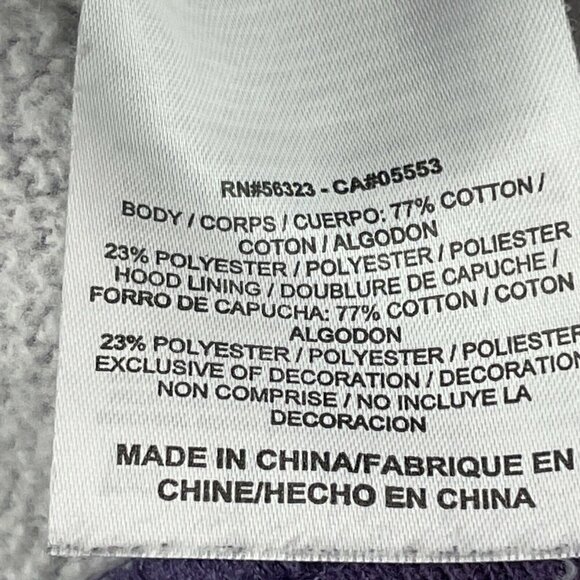 RN#56323 - CA#05553
BODY / CORPS / CUERPO: 77% COTTON /
COTON / ALGODON
23% POLYESTER / POLYESTER / POLIESTER
HOOD LINING / DOUBLURE DE CAPUCHE /
FORRO DE CAPUCHA: 77% COTTON / COTON
ALGODON
23% POLYESTER / POLYESTER / POLIESTER
EXCLUSIVE OF DECORATION / DECORATION
NON COMPRISE / NO INCLUYE LA
DECORACION
MADE IN CHINA/FABRIQUE EN
CHINE/HECHO EN CHINA